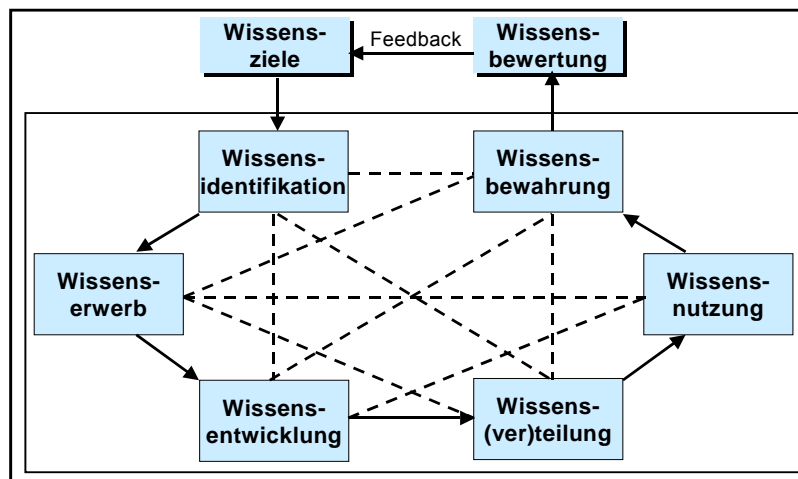 Wissens-
ziele
Feedback
Wissens-
bewertung
Wissens-
identifikation
Wissens-
bewahrung
Wissens-
erwerb
Wissens-
nutzung
Wissens-
entwicklung
Wissens-
(ver)teilung